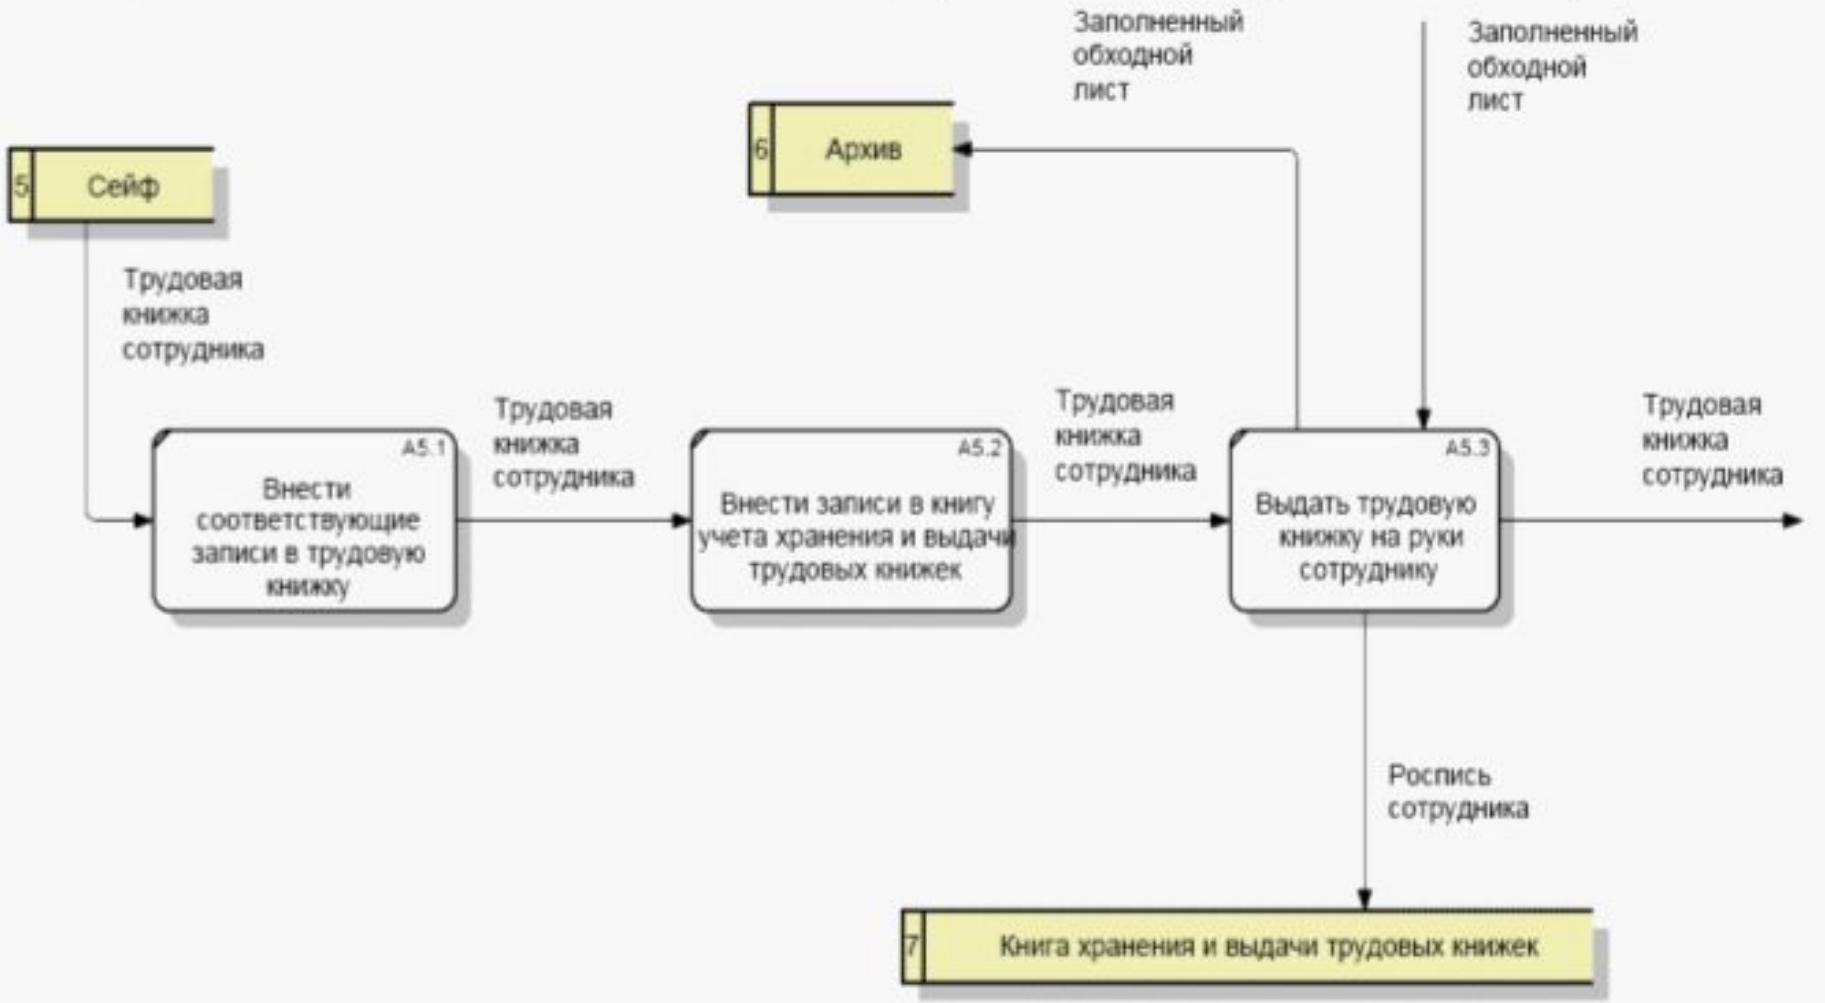 Заполненный
обходной
лист
Заполненный
обходной
лист
6
Архив
5
Сейф
Трудовая
книжка
сотрудника
Трудовая
книжка
сотрудника
Трудовая
книжка
сотрудника
Трудовая
книжка
сотрудника
A5.1
Внести
соответствующие
записи в трудовую
книжку
A5.2
Внести записи в книгу
учета хранения и выдачи
трудовых книжек
A5.3
Выдать трудовую
книжку на руки
сотруднику
Роспись
сотрудника
7
Книга хранения и выдачи трудовых книжек